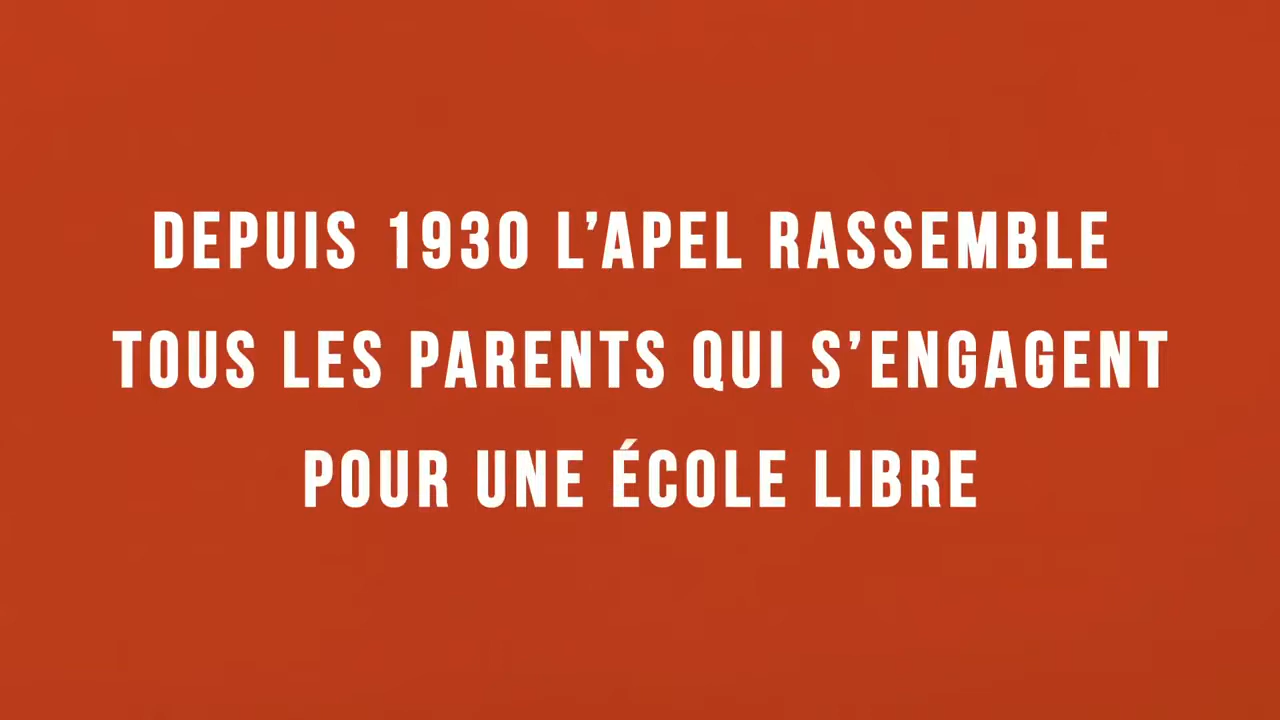 DEPUIS 1930 L’APEL RASSEMBLE
TOUS LES PARENTS QUI S’ENGAGENT
POUR UNE ÉCOLE LIBRE